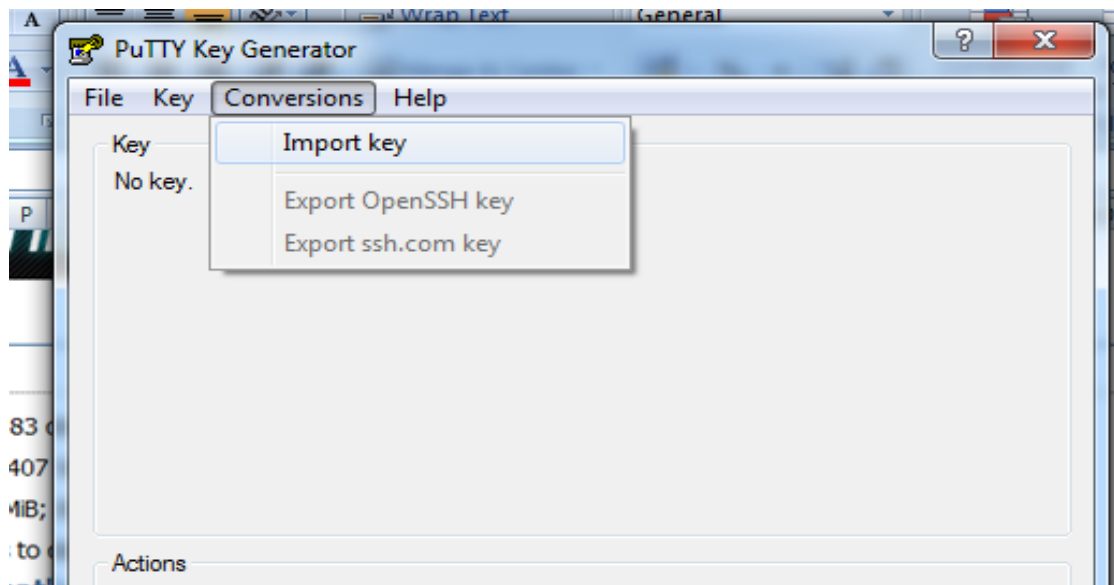 A Wrap Text General
PuTTY Key Generator
File Key Conversions Help
Import key
Export OpenSSH key
Export ssh.com key
Key
No key.
A
P
83
407
MiB;
to
Actions